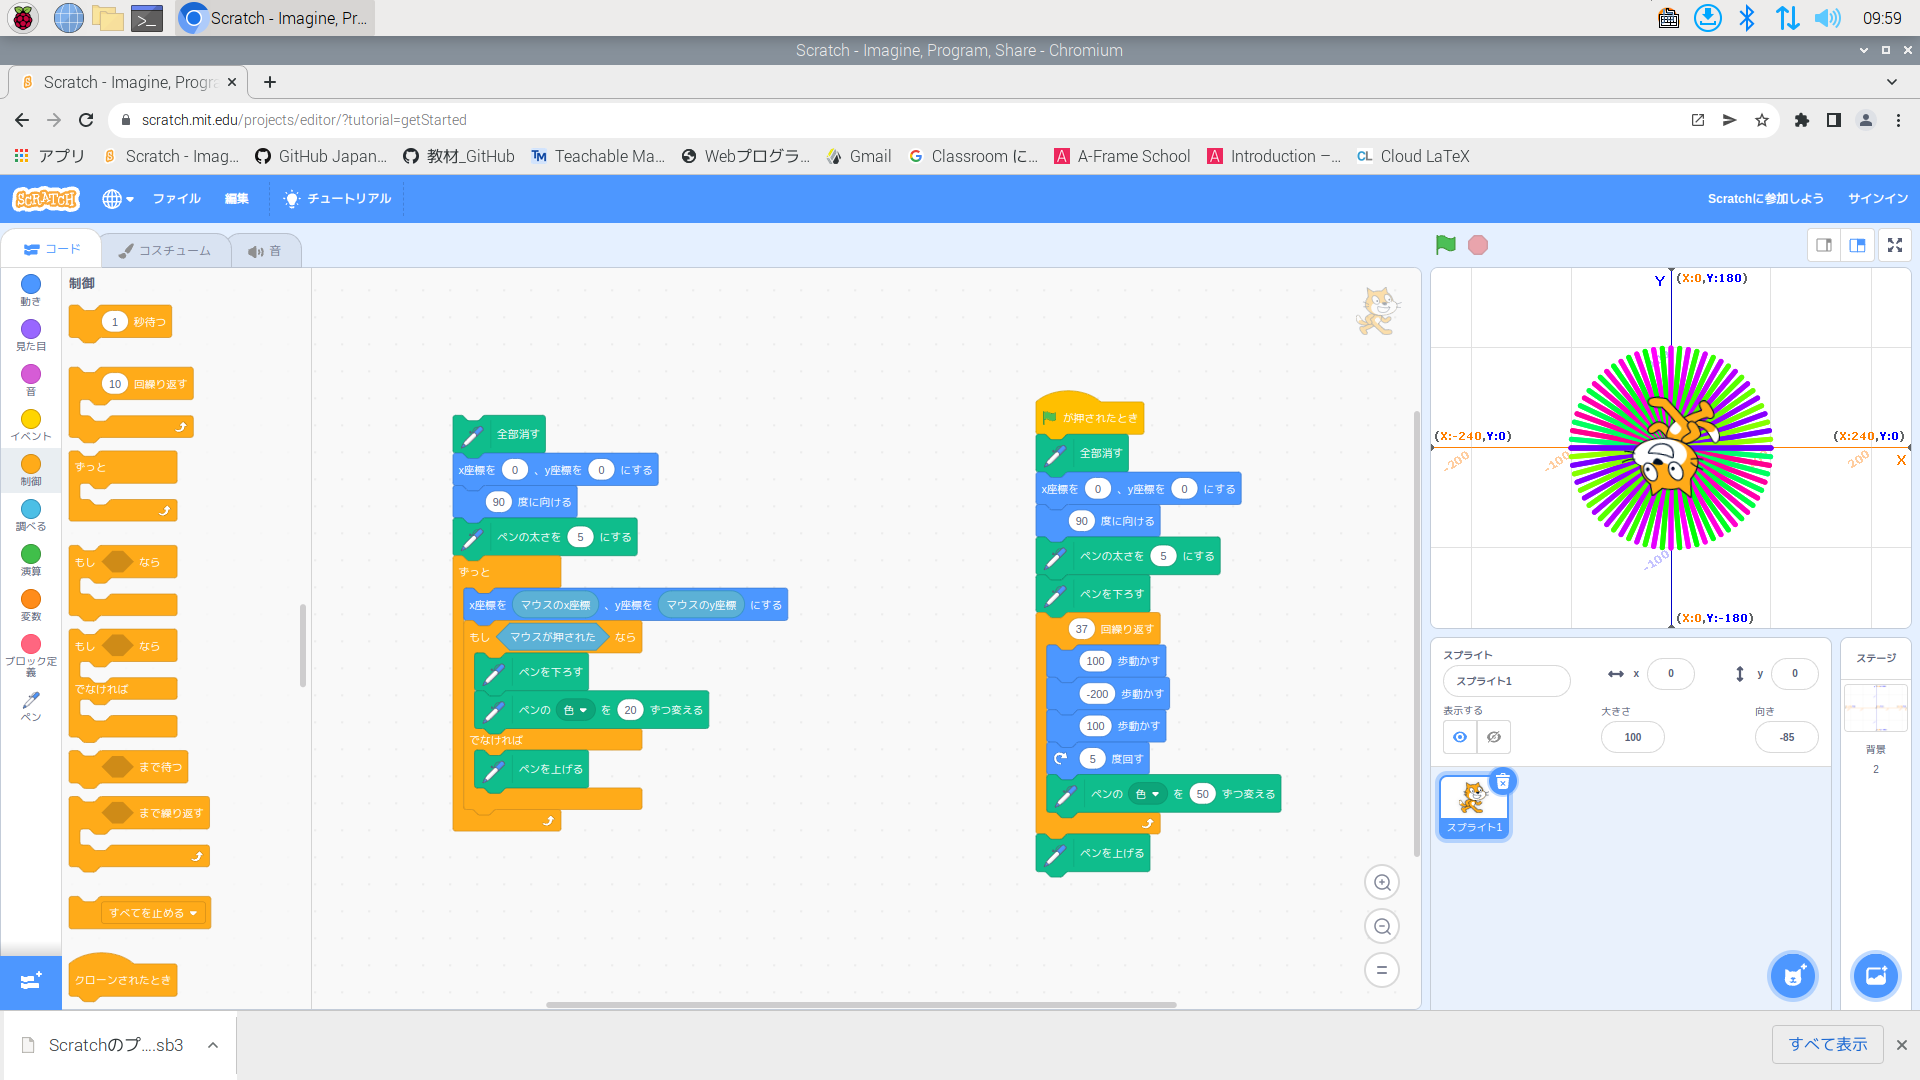 Scratch - Imagine, Pr...
09:59
Scratch - Imagine, Program, Share - Chromium
Scratch - Imagine, Progra
scratch.mit.edu/projects/editor/?tutorial=getStarted
アプリ
Scratch - Imag...
GitHub Japan...
教材_GitHub
Teachable Ma...
Webプログラ...
Gmail
Classroom に...
A-Frame School
Introduction –...
Cloud LaTeX
SCRATCH
ファイル
編集
チュートリアル
Scratchに参加しよう
サインイン
コード
コスチューム
音
動き
見た目
音
イベント
制御
調べる
演算
変数
ブロック定義
ペン
制御
1 秒待つ
10 回繰り返す
ずっと
もし なら
もし なら
でなければ
まで待つ
まで繰り返す
すべてを止める
クローンされたとき
全部消す
x座標を 0 、y座標を 0 にする
90 度に向ける
ペンの太さを 5 にする
ずっと
x座標を マウスのx座標 、y座標を マウスのy座標 にする
もし マウスが押された なら
ペンを下ろす
ペンの 色 を 20 ずつ変える
でなければ
ペンを上げる
が押されたとき
全部消す
x座標を 0 、y座標を 0 にする
90 度に向ける
ペンの太さを 5 にする
ペンを下ろす
37 回繰り返す
100 歩動かす
-200 歩動かす
100 歩動かす
5 度回す
ペンの 色 を 50 ずつ変える
ペンを上げる
Y
(X:0,Y:180)
(X:-240,Y:0)
(X:240,Y:0)
-200
-100
200
X
-100
(X:0,Y:-180)
スプライト
スプライト1
x 0
y 0
表示する
大きさ
100
向き
-85
スプライト1
ステージ
背景
2
Scratchのプ....sb3
すべて表示